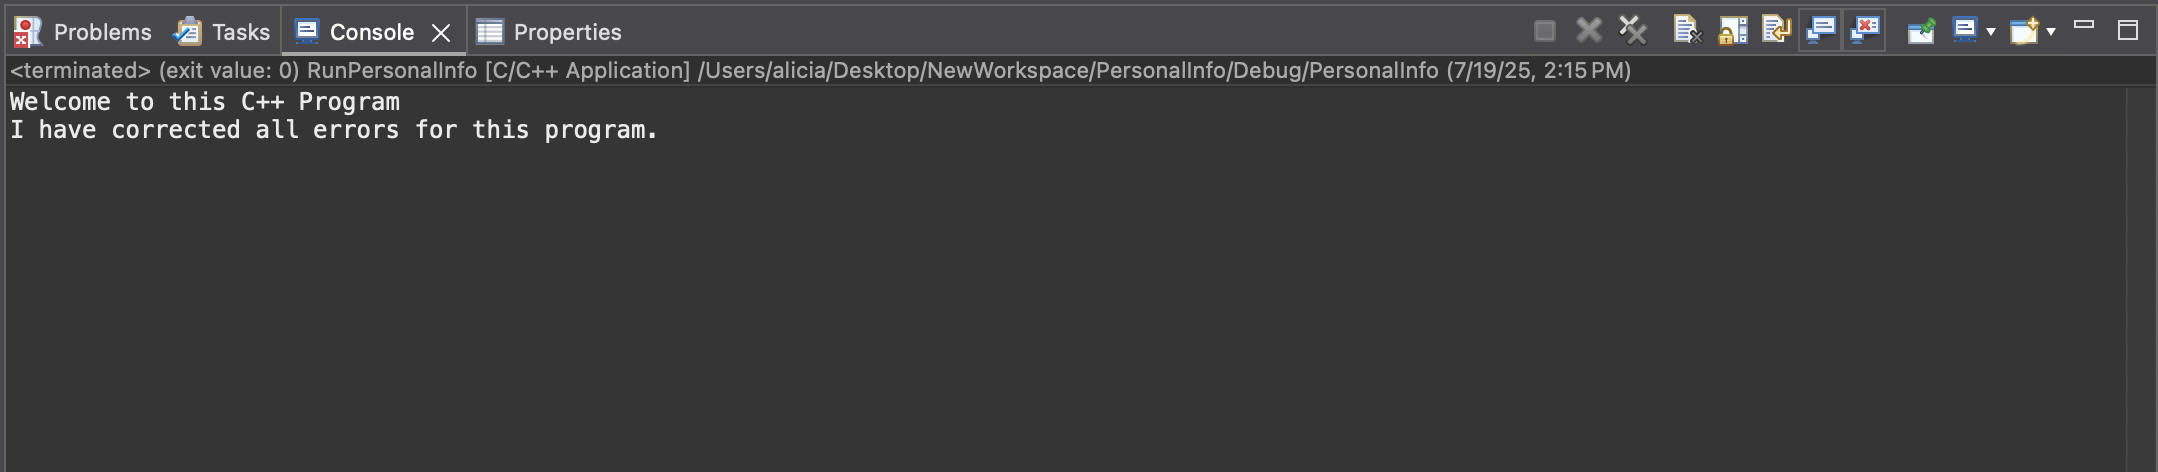 Problems Tasks Console Properties
<terminated> (exit value: 0) RunPersonalInfo [C/C++ Application] /Users/alicia/Desktop/NewWorkspace/PersonalInfo/Debug/PersonalInfo (7/19/25, 2:15 PM)
Welcome to this C++ Program
I have corrected all errors for this program.